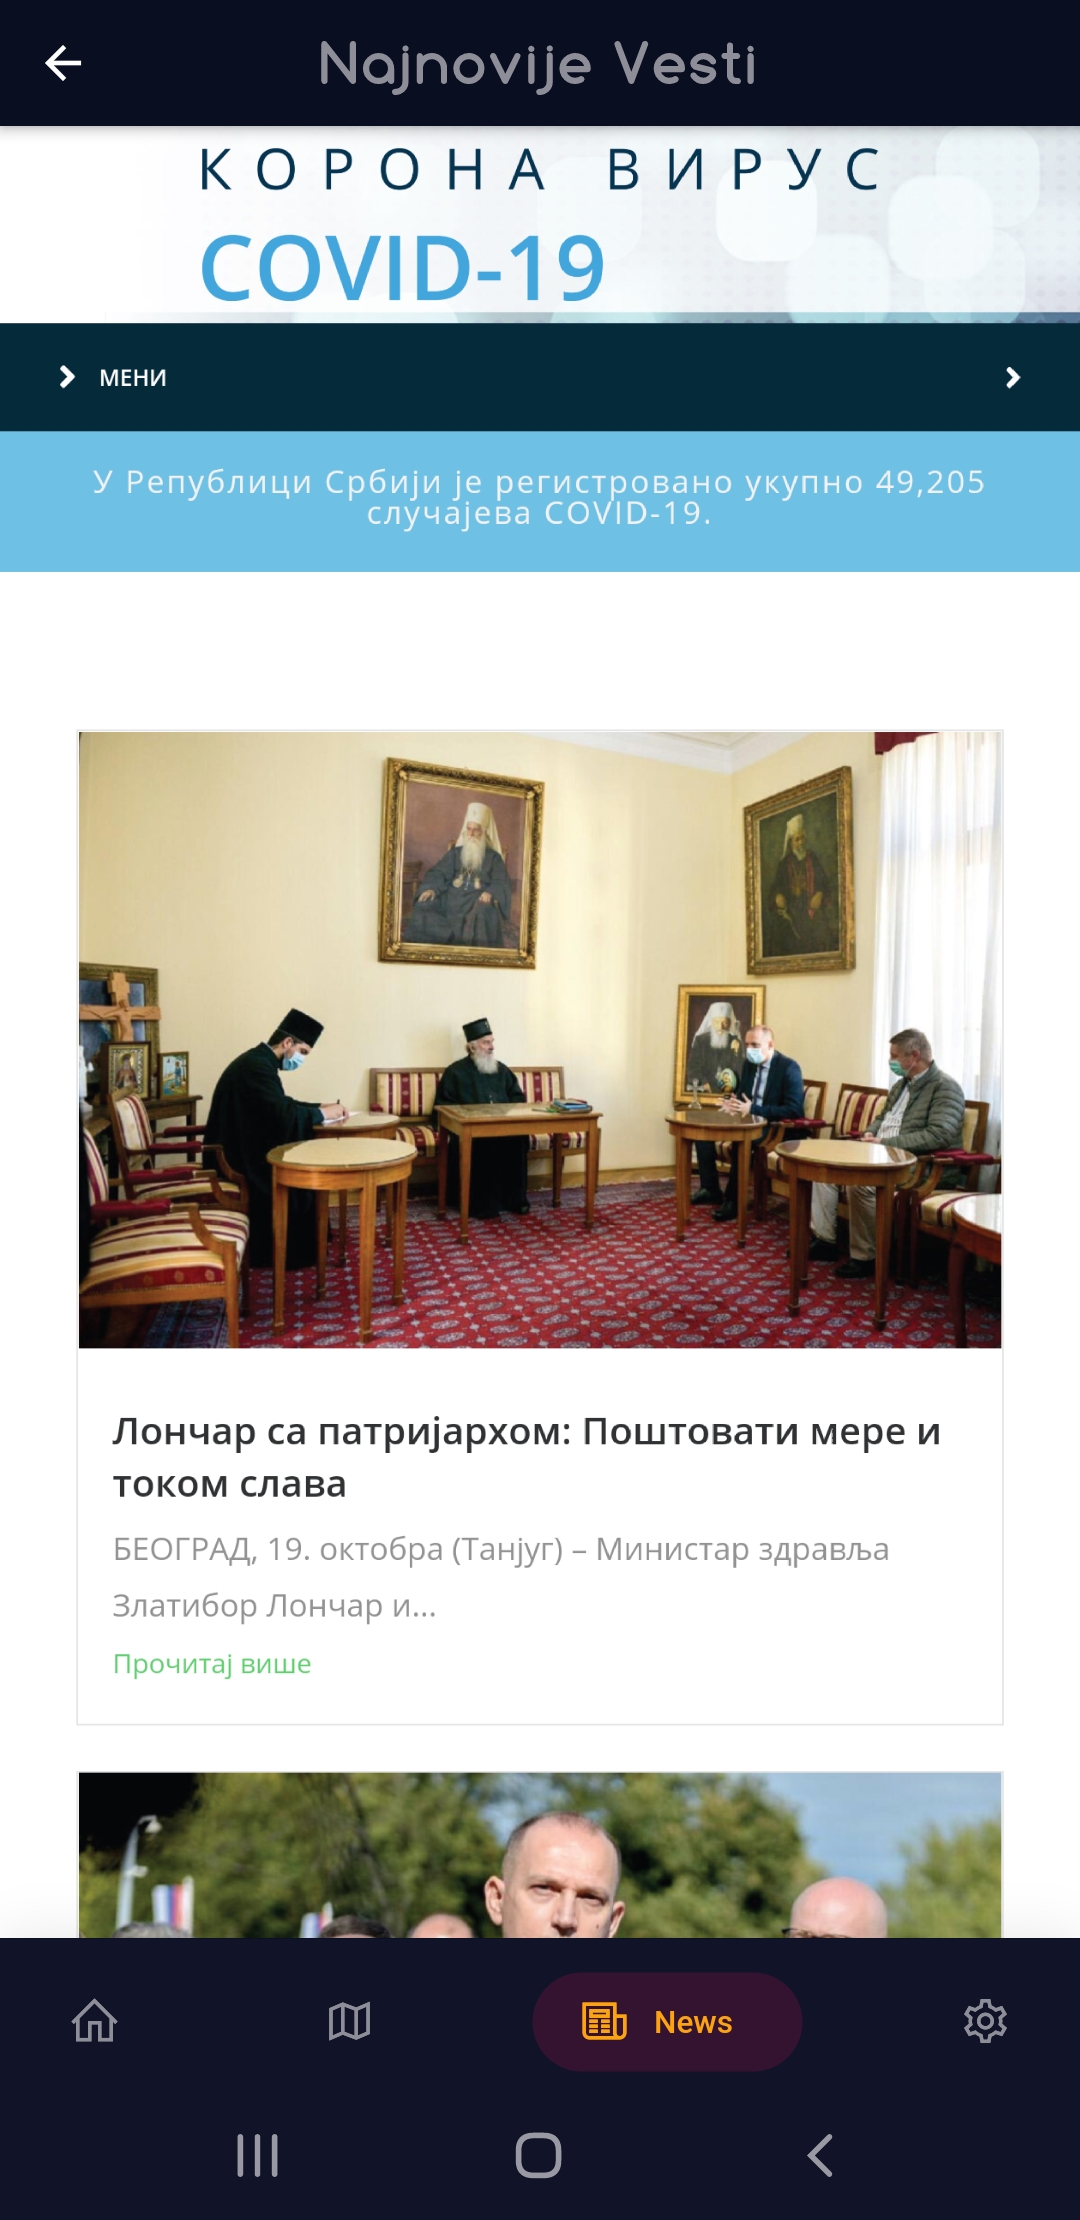 Najnovije Vesti
КОРОНА ВИРУС
COVID-19
МЕНИ
У Републици Србији је регистровано укупно 49,205
случајева COVID-19.
Лончар са патријархом: Поштовати мере и
током слава
БЕОГРАД, 19. октобра (Танјуг) – Министар здравља
Златибор Лончар и...
Прочитај више
News